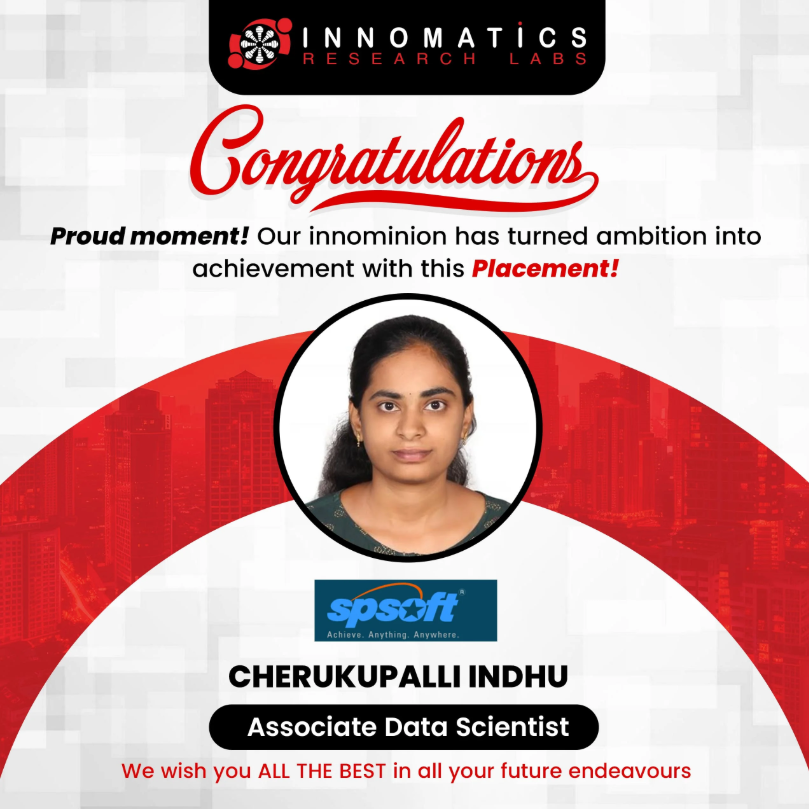 INNOMATICS
RESEARCH LABS
Congratulations
Proud moment! Our innominion has turned ambition into
achievement with this Placement!
spsoft®
Achieve. Anything. Anywhere.
CHERUKUPALLI INDHU
Associate Data Scientist
We wish you ALL THE BEST in all your future endeavours